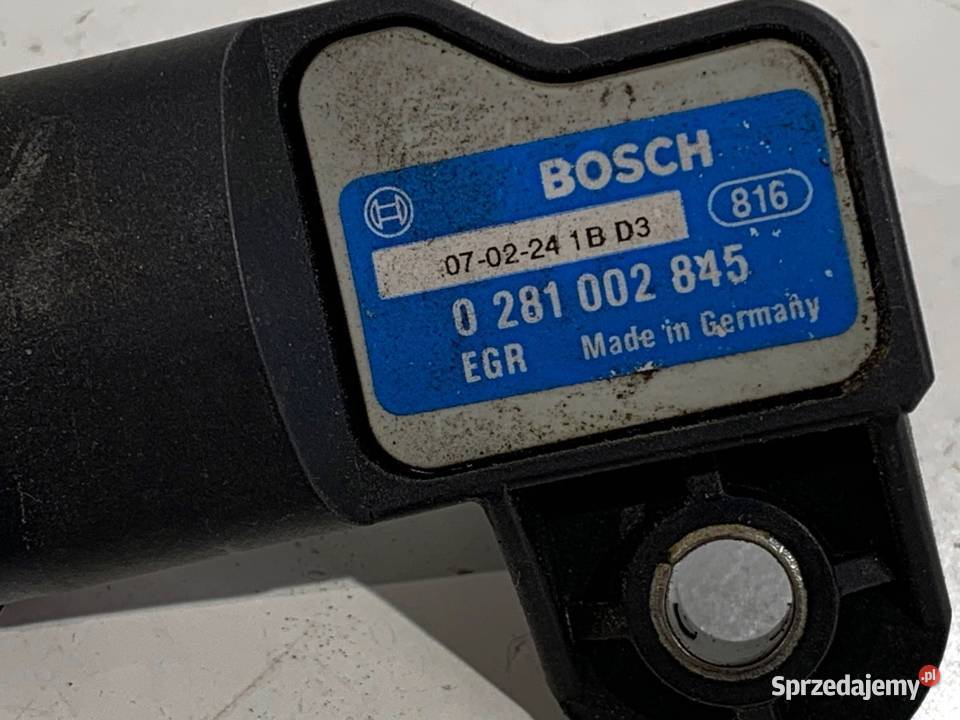 BOSCH
816
07-02-24 1B D3
0 281 002 845
EGR Made in Germany
Sprzedajemy.pl